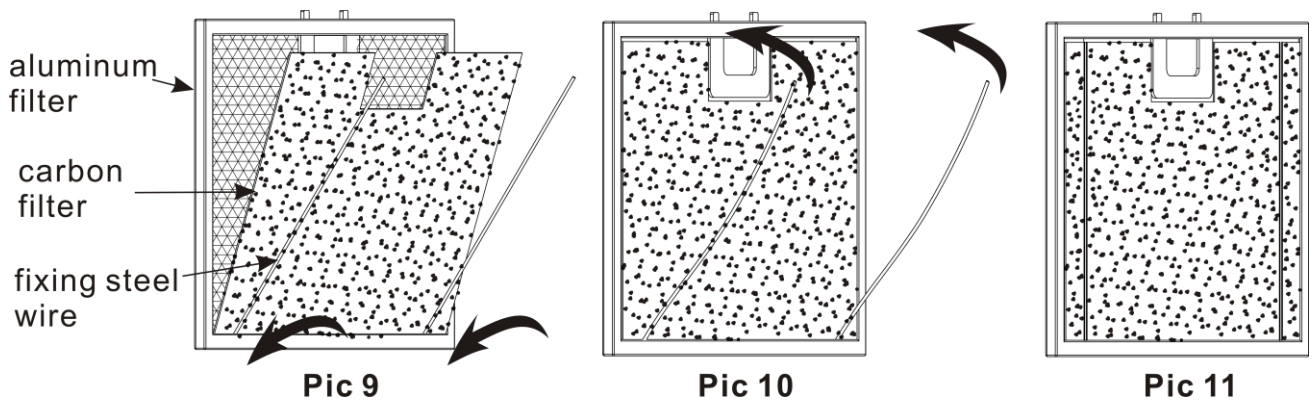 aluminum
filter
carbon
filter
fixing steel
wire
Pic 9
Pic 10
Pic 11